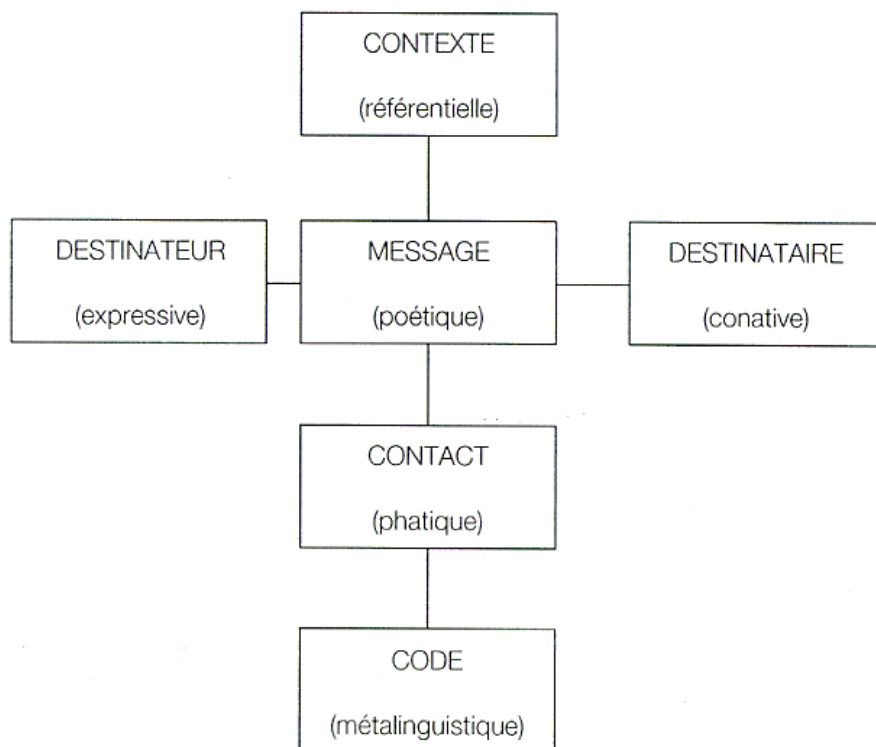 CONTEXTE
(référentielle)
DESTINATEUR
(expressive)
MESSAGE
(poétique)
DESTINATAIRE
(conative)
CONTACT
(phatique)
CODE
(métalinguistique)